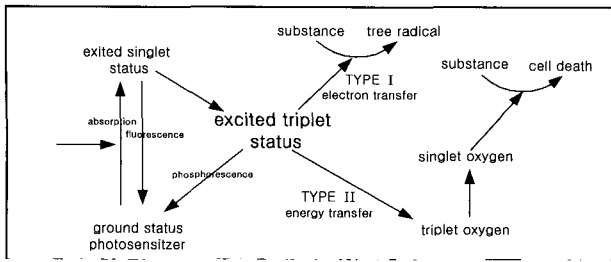 substance tree radical
exited singlet
status
substance cell death
TYPE I
electron transfer
absorption
fluorescence
excited triplet
status
singlet oxygen
phosphorescence
TYPE II
energy transfer
ground status
photosensitzer
triplet oxygen